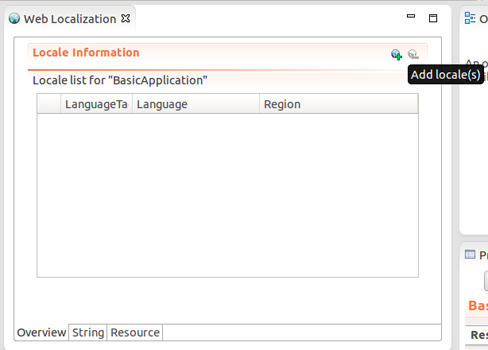 Web Localization
Locale Information
Add locale(s)
Locale list for "BasicApplication"
LanguageTa Language Region
Overview String Resource
O
An o
P
Bas
Res